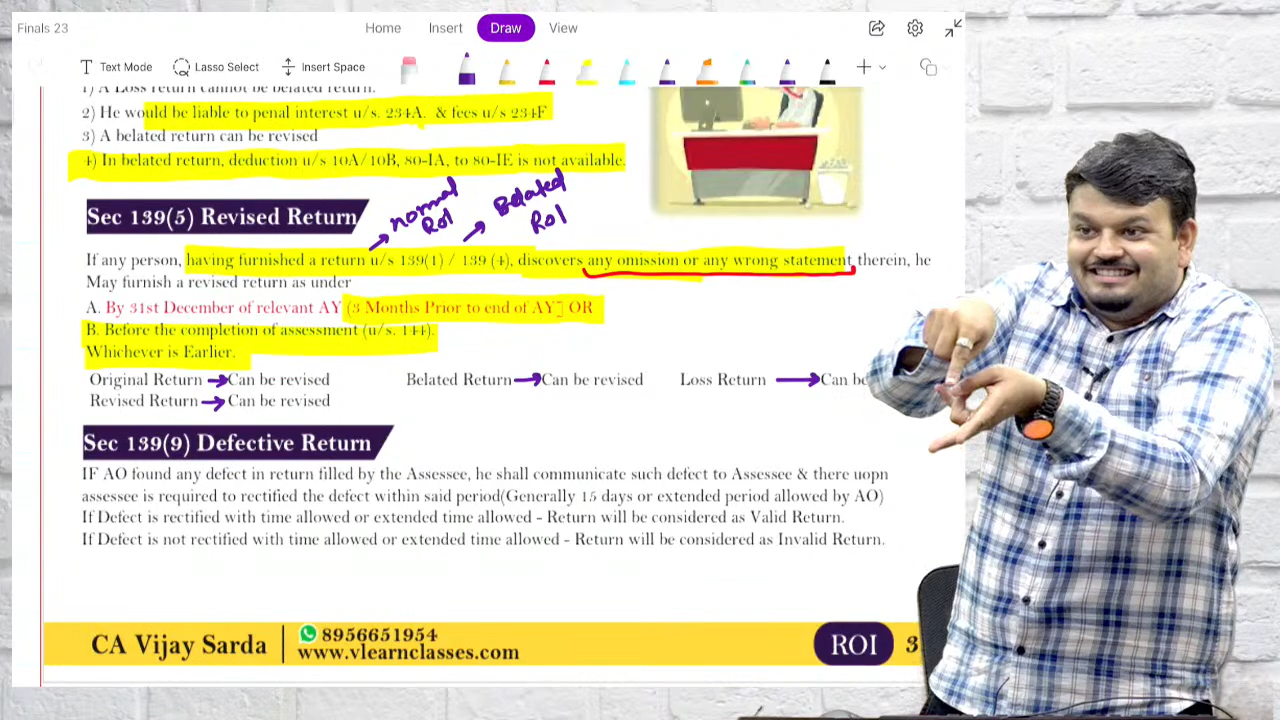 Finals 23
Home Insert Draw View
Text Mode Lasso Select Insert Space
1) A Loss return cannot be belated return.
2) He would be liable to penal interest u/s. 234A. & fees u/s 234F
3) A belated return can be revised
4) In belated return, deduction u/s 10A/10B, 80-IA, to 80-IE is not available.
normal RoI
Belated RoI
Sec 139(5) Revised Return
If any person, having furnished a return u/s 139(1) / 139 (4), discovers any omission or any wrong statement therein, he
May furnish a revised return as under
A. By 31st December of relevant AY (3 Months Prior to end of AY] OR
B. Before the completion of assessment (u/s. 144).
Whichever is Earlier.
Original Return Can be revised Belated Return Can be revised Loss Return Can be
Revised Return Can be revised
Sec 139(9) Defective Return
IF AO found any defect in return filled by the Assessee, he shall communicate such defect to Assessee & there uopn
assessee is required to rectified the defect within said period(Generally 15 days or extended period allowed by AO)
If Defect is rectified with time allowed or extended time allowed - Return will be considered as Valid Return.
If Defect is not rectified with time allowed or extended time allowed - Return will be considered as Invalid Return.
CA Vijay Sarda
8956651954
www.vlearnclasses.com
ROI 3